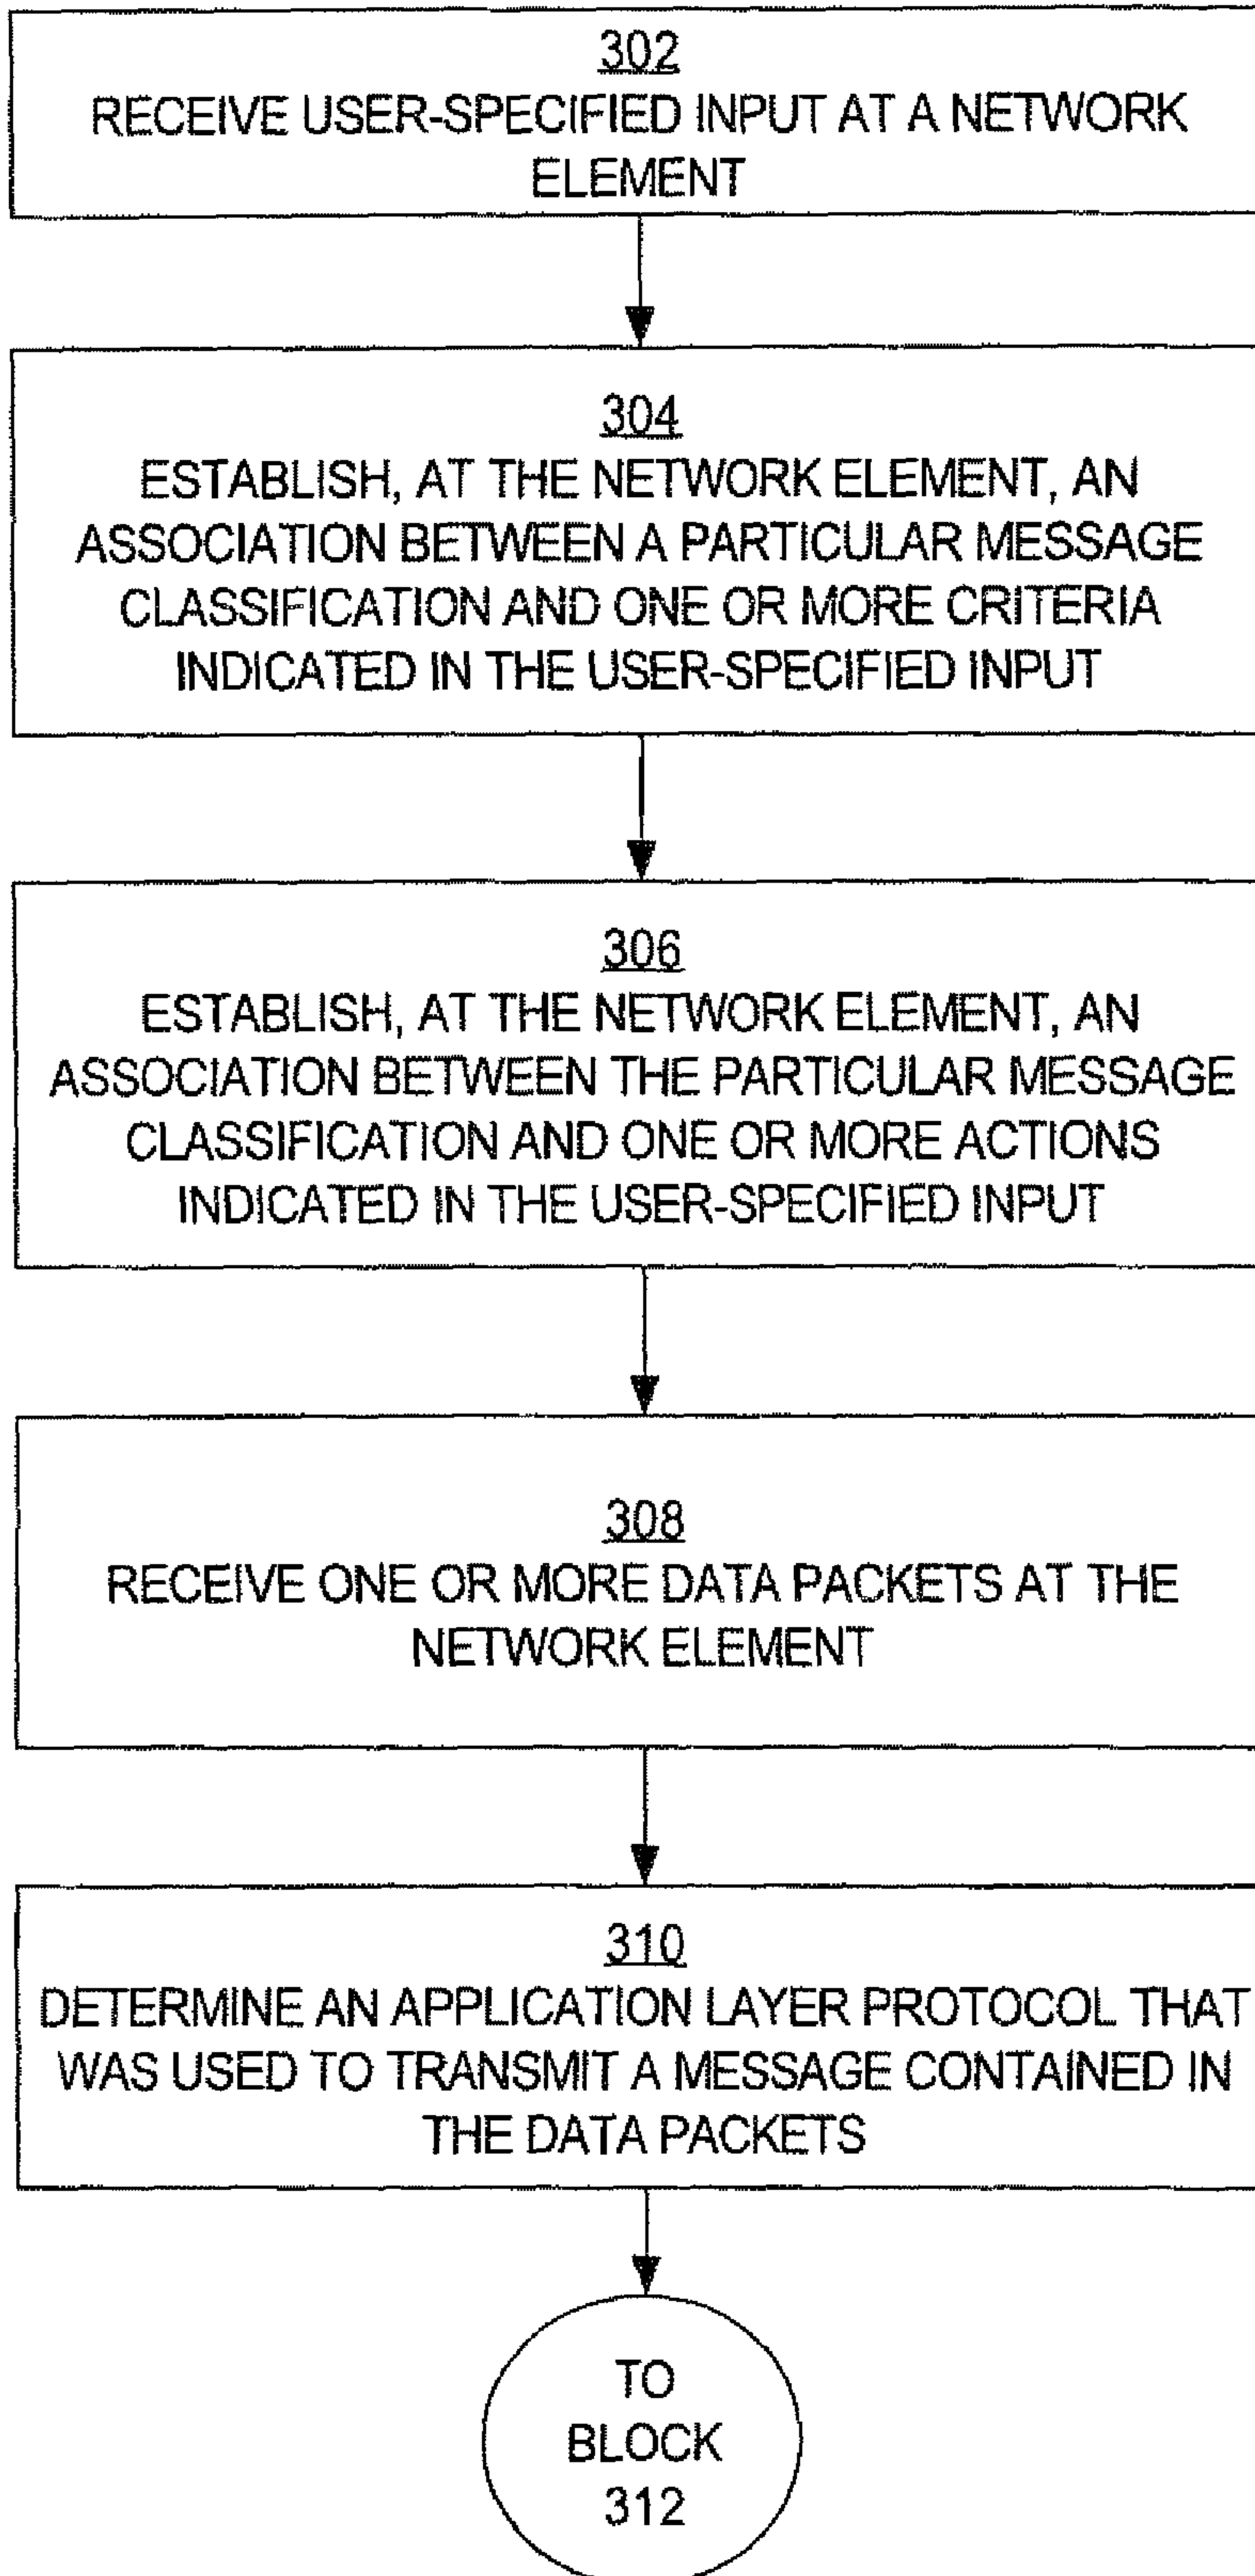 302
RECEIVE USER-SPECIFIED INPUT AT A NETWORK
ELEMENT
304
ESTABLISH, AT THE NETWORK ELEMENT, AN
ASSOCIATION BETWEEN A PARTICULAR MESSAGE
CLASSIFICATION AND ONE OR MORE CRITERIA
INDICATED IN THE USER-SPECIFIED INPUT
306
ESTABLISH, AT THE NETWORK ELEMENT, AN
ASSOCIATION BETWEEN THE PARTICULAR MESSAGE
CLASSIFICATION AND ONE OR MORE ACTIONS
INDICATED IN THE USER-SPECIFIED INPUT
308
RECEIVE ONE OR MORE DATA PACKETS AT THE
NETWORK ELEMENT
310
DETERMINE AN APPLICATION LAYER PROTOCOL THAT
WAS USED TO TRANSMIT A MESSAGE CONTAINED IN
THE DATA PACKETS
TO
BLOCK
312